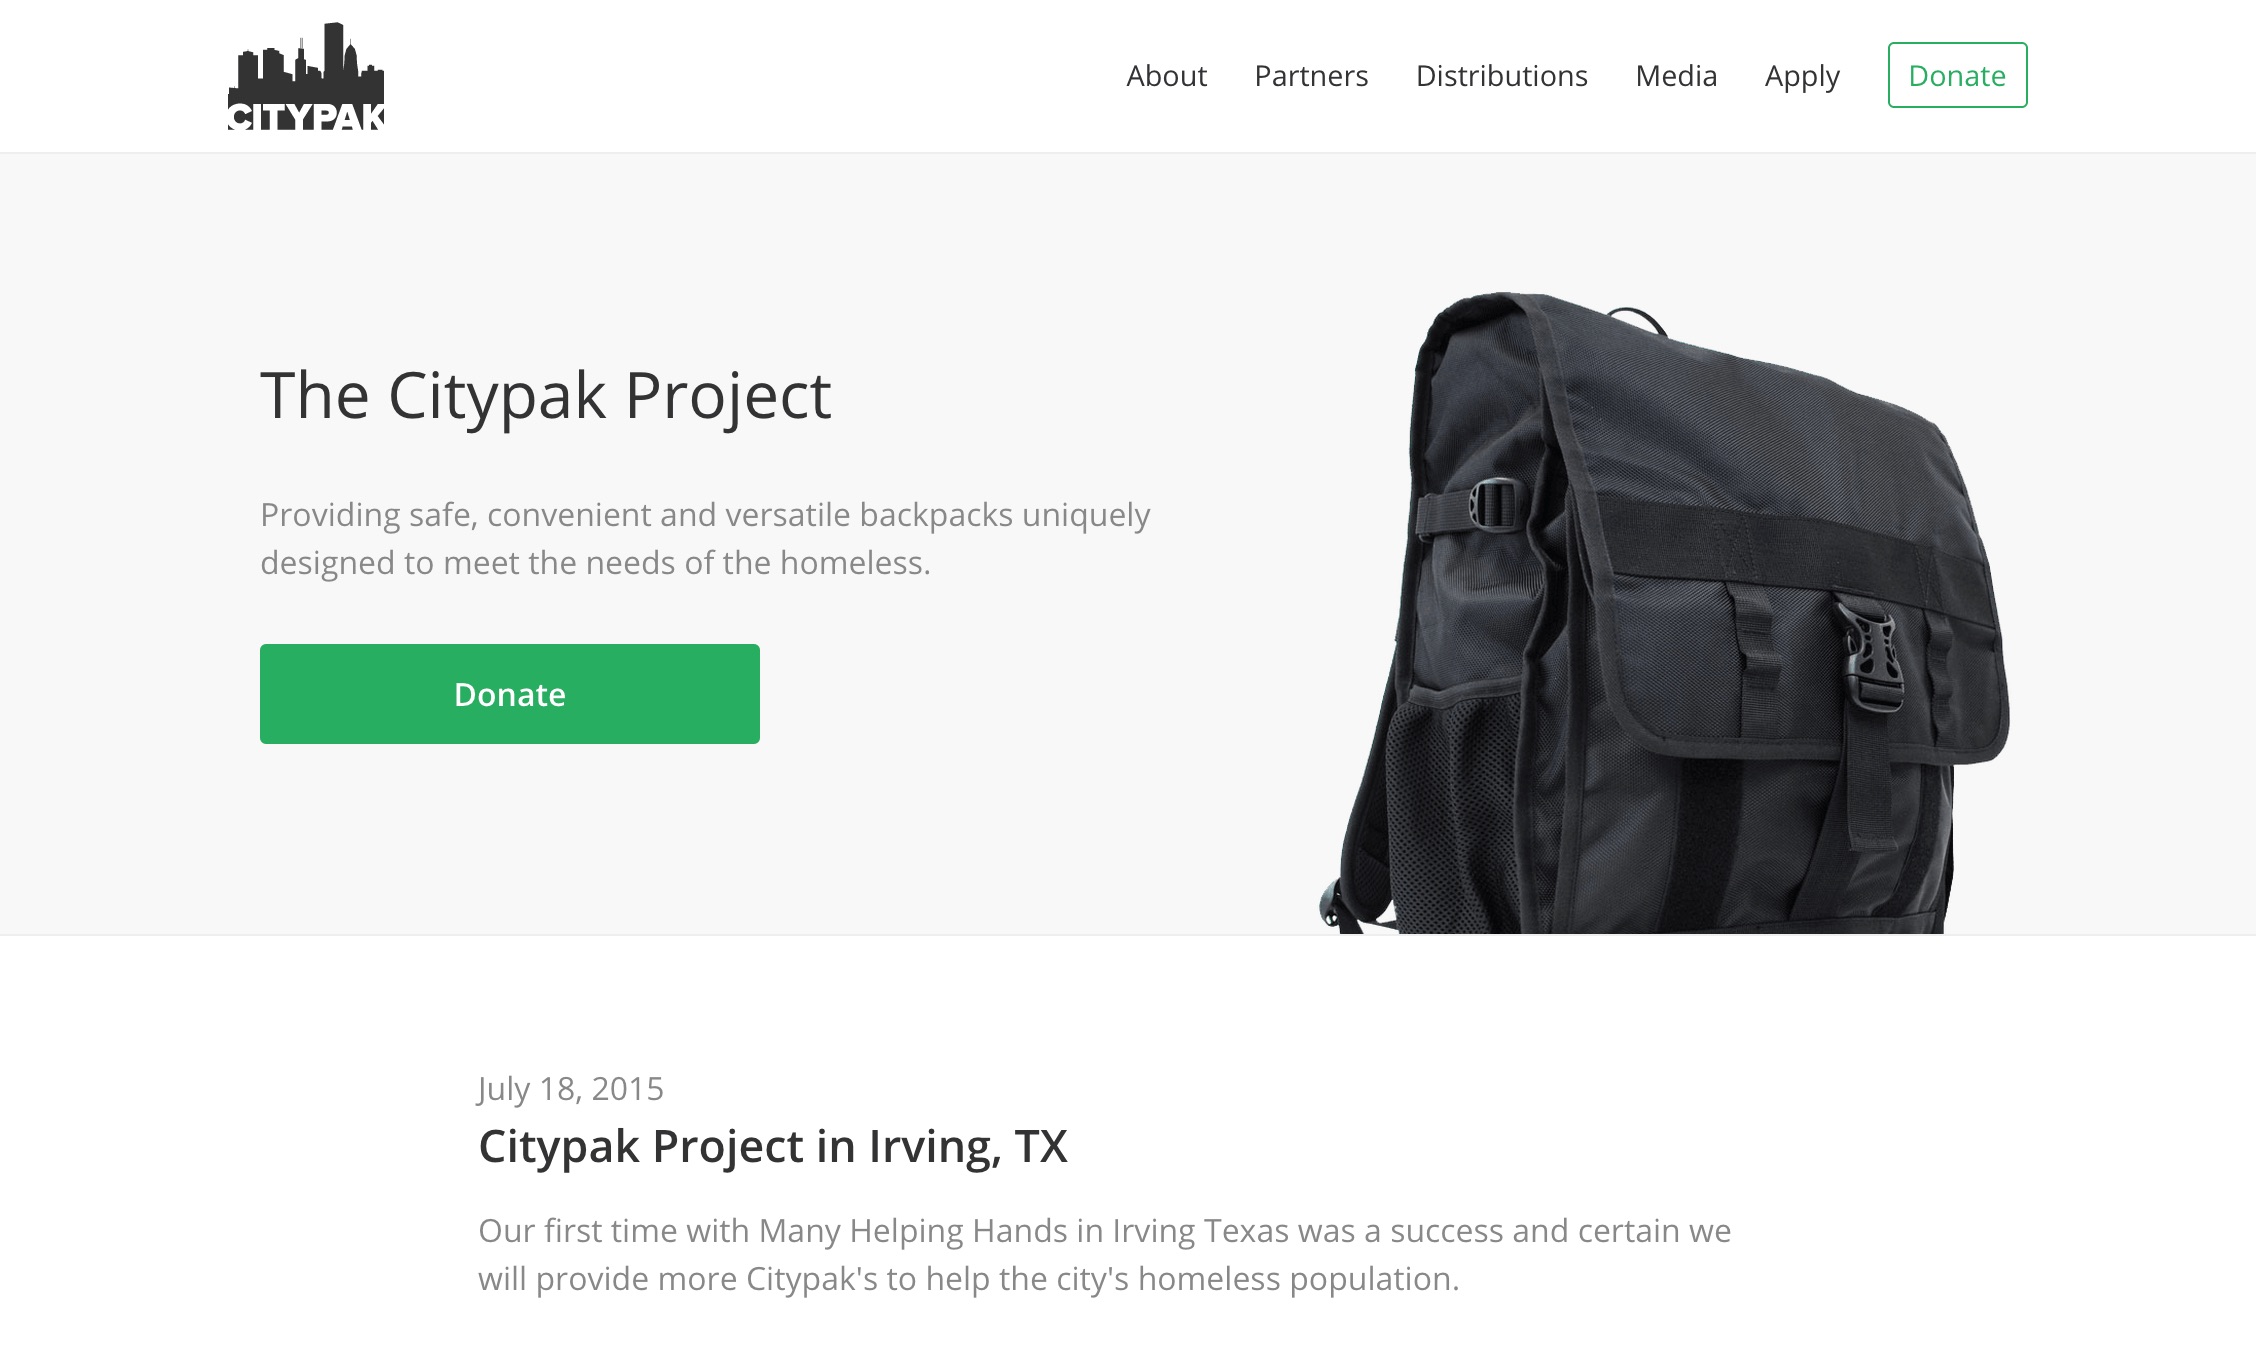 CITYPAK
About
Partners
Distributions
Media
Apply
Donate
The Citypak Project
Providing safe, convenient and versatile backpacks uniquely
designed to meet the needs of the homeless.
Donate
July 18, 2015
Citypak Project in Irving, TX
Our first time with Many Helping Hands in Irving Texas was a success and certain we
will provide more Citypak's to help the city's homeless population.